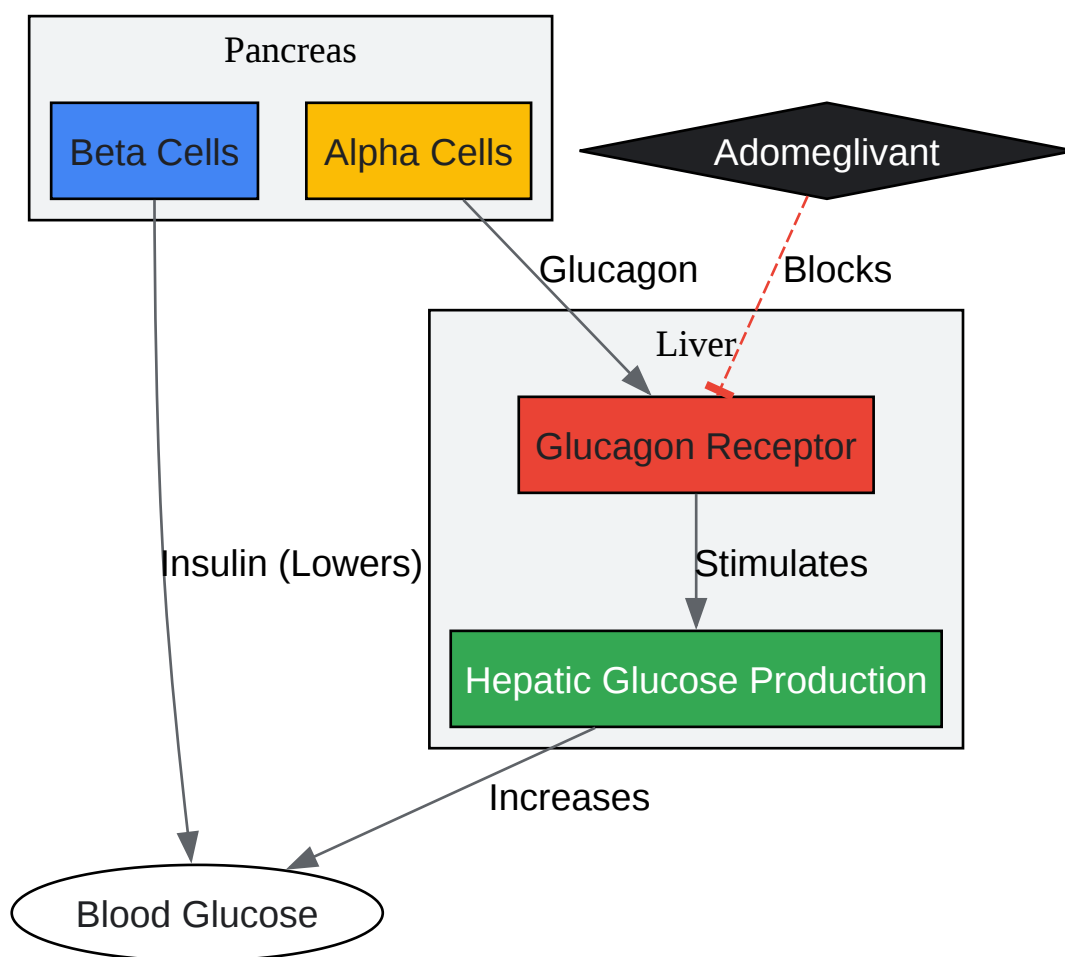 Pancreas
Beta Cells
Alpha Cells
Adomeglivant
Glucagon
Blocks
Liver
Glucagon Receptor
Insulin (Lowers)
Stimulates
Hepatic Glucose Production
Increases
Blood Glucose